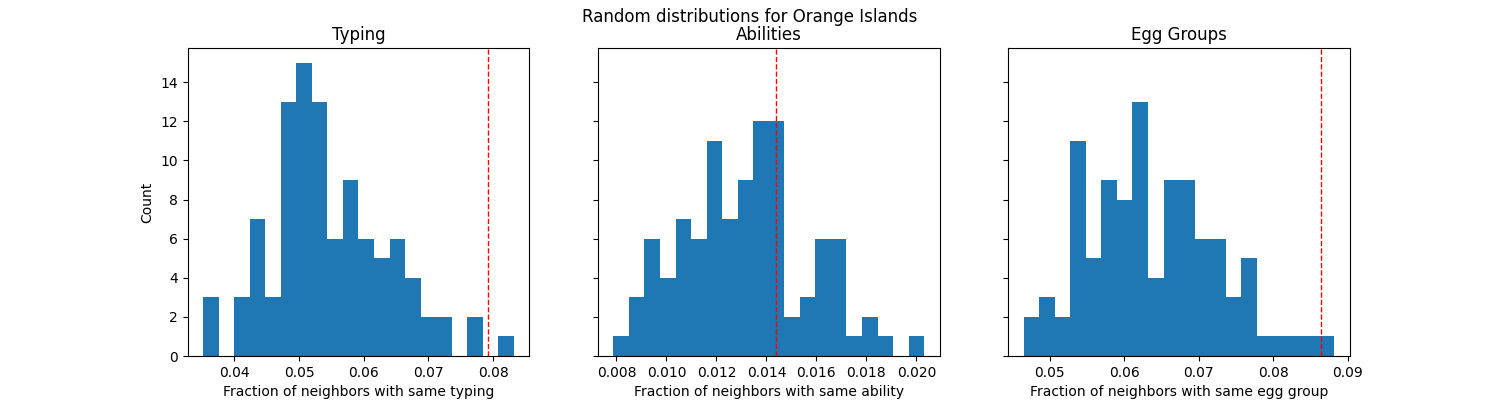 Random distributions for Orange Islands
Typing
Abilities
Egg Groups
Count
14
12
10
8
6
4
2
0
0.04 0.05 0.06 0.07 0.08
0.008 0.010 0.012 0.014 0.016 0.018 0.020
0.05 0.06 0.07 0.08 0.09
Fraction of neighbors with same typing
Fraction of neighbors with same ability
Fraction of neighbors with same egg group